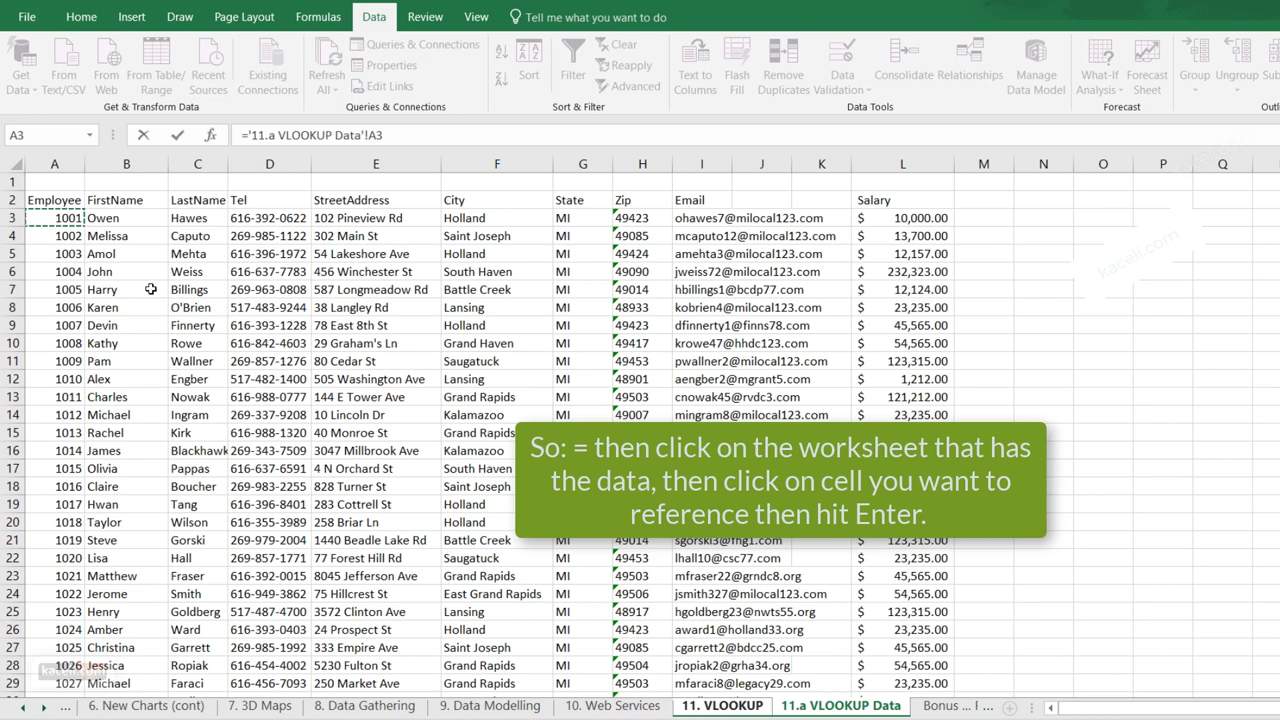 File Home Insert Draw Page Layout Formulas Data Review View Tell me what you want to do
Get Data From Text/CSV From Web From Table/ Range Recent Sources Existing Connections Refresh All Queries & Connections Properties Edit Links Sort Filter Clear Reapply Advanced Text to Columns Flash Fill Remove Duplicates Data Validation Consolidate Relationships Manage Data Model What-If Analysis Forecast Sheet Group Ungroup
Get & Transform Data Queries & Connections Sort & Filter Data Tools Forecast
A3 fx ='11.a VLOOKUP Data'!A3
A B C D E F G H I J K L M N O P Q
1
2 Employee FirstName LastName Tel StreetAddress City State Zip Email Salary
3 1001 Owen Hawes 616-392-0622 102 Pineview Rd Holland MI 49423 ohawes7@milocal123.com $ 10,000.00
4 1002 Melissa Caputo 269-985-1122 302 Main St Saint Joseph MI 49085 mcaputo12@milocal123.com $ 13,700.00
5 1003 Amol Mehta 616-396-1972 54 Lakeshore Ave Holland MI 49424 amehta3@milocal123.com $ 12,157.00
6 1004 John Weiss 616-637-7783 456 Winchester St South Haven MI 49090 jweiss72@milocal123.com $ 232,323.00
7 1005 Harry Billings 269-963-0808 587 Longmeadow Rd Battle Creek MI 49014 hbillings1@bcdp77.com $ 12,124.00
8 1006 Karen O'Brien 517-483-9244 38 Langley Rd Lansing MI 48933 kobrien4@milocal123.com $ 23,235.00
9 1007 Devin Finnerty 616-393-1228 78 East 8th St Holland MI 49423 dfinnerty1@finns78.com $ 45,565.00
10 1008 Kathy Rowe 616-842-4603 29 Graham's Ln Grand Haven MI 49417 krowe47@hhdc123.com $ 54,565.00
11 1009 Pam Wallner 269-857-1276 80 Cedar St Saugatuck MI 49453 pwallner2@milocal123.com $ 123,315.00
12 1010 Alex Engber 517-482-1400 505 Washington Ave Lansing MI 48901 aengber2@mgrant5.com $ 1,212.00
13 1011 Charles Nowak 616-988-0777 144 E Tower Ave Grand Rapids MI 49503 cnowak45@rvdc3.com $ 121,212.00
14 1012 Michael Ingram 269-337-9208 10 Lincoln Dr Kalamazoo MI 49007 mingram8@milocal123.com $ 23,235.00
15 1013 Rachel Kirk 616-988-1320 40 Monroe St Grand Rapids
16 1014 James Blackhawk 269-343-7509 3047 Millbrook Ave Kalamazoo
17 1015 Olivia Pappas 616-637-6591 4 N Orchard St South Haven
18 1016 Claire Boucher 269-983-2255 828 Turner St Saint Joseph
19 1017 Hwan Tang 616-396-8401 283 Cottrell St Holland
20 1018 Taylor Wilson 616-355-3989 258 Briar Ln Holland
21 1019 Steve Gorski 269-979-2004 1440 Beadle Lake Rd Battle Creek MI 49014 sgorski3@fhg1.com $ 123,315.00
22 1020 Lisa Hall 269-857-1771 77 Forest Hill Rd Saugatuck MI 49453 lhall10@csc77.com $ 23,235.00
23 1021 Matthew Fraser 616-392-0015 8045 Jefferson Ave Grand Rapids MI 49503 mfraser22@grndc8.org $ 45,565.00
24 1022 Jerome Smith 616-949-3862 75 Hillcrest St East Grand Rapids MI 49506 jsmith327@milocal123.com $ 54,565.00
25 1023 Henry Goldberg 517-487-4700 3572 Clinton Ave Lansing MI 48917 hgoldberg23@nwts55.org $ 123,315.00
26 1024 Amber Ward 616-393-0403 24 Prospect St Holland MI 49423 award1@holland33.org $ 23,235.00
27 1025 Christina Garrett 269-985-1992 333 Empire Ave Saint Joseph MI 49085 cgarrett2@bdcc25.com $ 23,235.00
28 1026 Jessica Ropiak 616-454-4002 5230 Fulton St Grand Rapids MI 49504 jropiak2@grha34.org $ 54,565.00
29 1027 Michael Faraci 616-456-7093 250 Market Ave Grand Rapids MI 49503 mfaraci8@legacy29.com $ 54,565.00
So: = then click on the worksheet that has
the data, then click on cell you want to
reference then hit Enter.
kaceli.com
... 6. New Charts (cont) 7. 3D Maps 8. Data Gathering 9. Data Modelling 10. Web Services 11. VLOOKUP 11.a VLOOKUP Data Bonus ... F ...